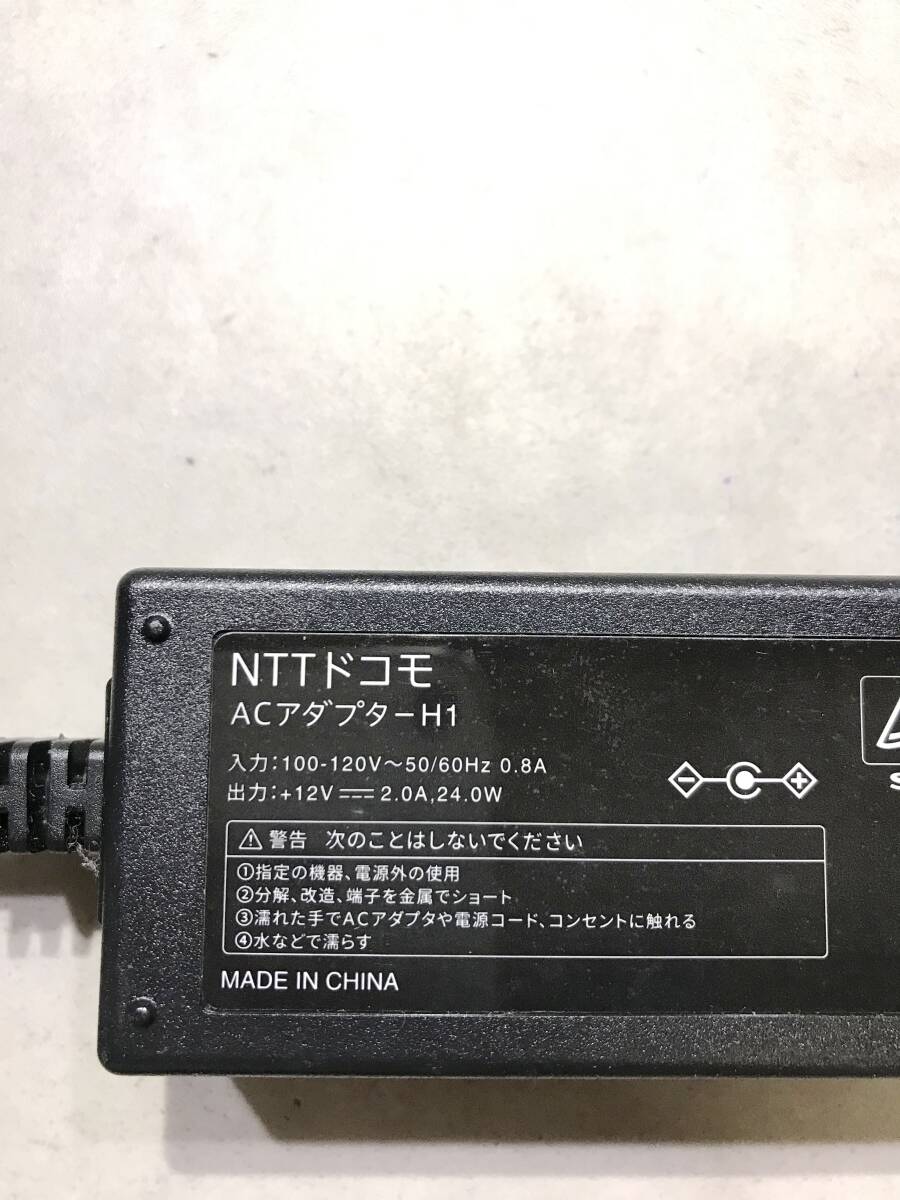 NTTドコモ
ACアダプターH1
入力：100-120V～50/60Hz 0.8A
出力：+12V⎓2.0A,24.0W
⚠警告 次のことはしないでください
①指定の機器、電源外の使用
②分解、改造、端子を金属でショート
③濡れた手でACアダプタや電源コード、コンセントに触れる
④水などで濡らす
MADE IN CHINA